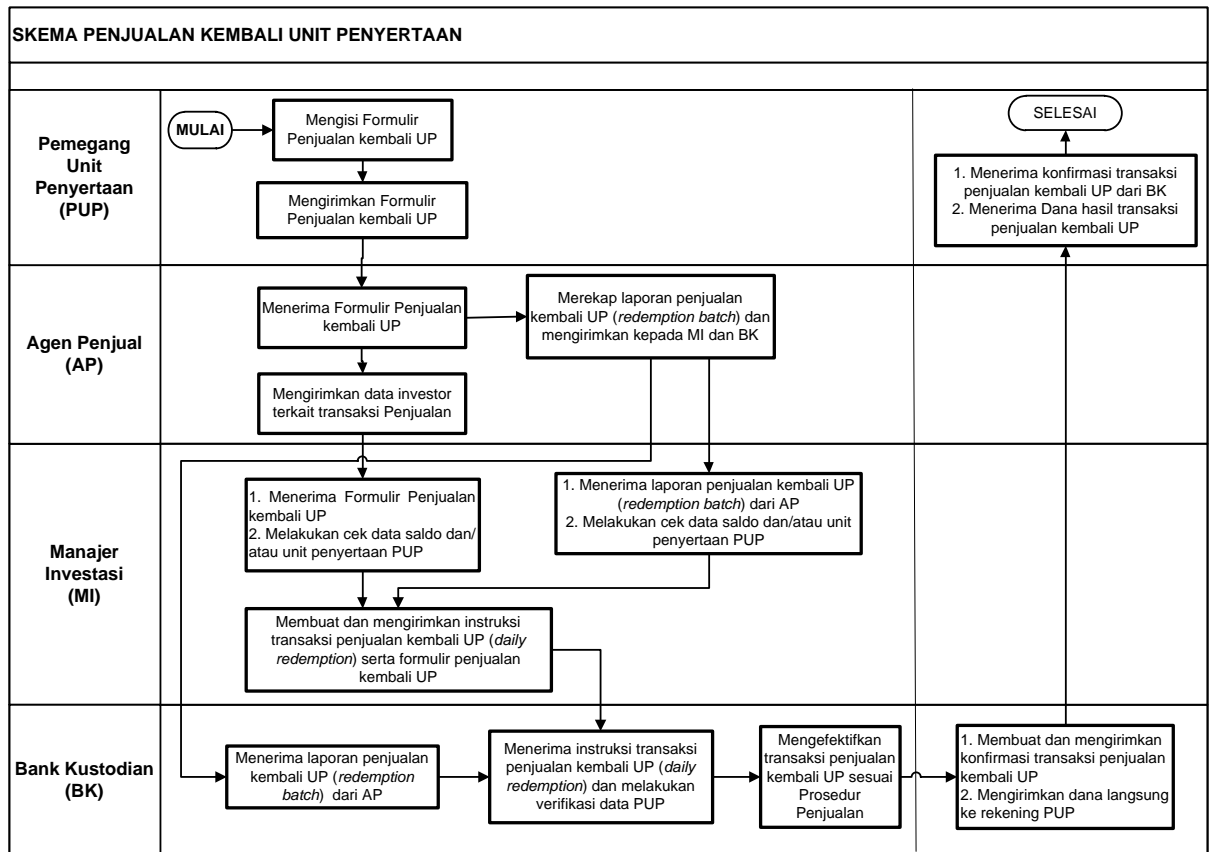 SKEMA PENJUALAN KEMBALI UNIT PENYERTAAN
Pemegang
Unit
Penyertaan
(PUP)
MULAI
Mengisi Formulir
Penjualan kembali UP
Mengirimkan Formulir
Penjualan kembali UP
SELESAI
1. Menerima konfirmasi transaksi
penjualan kembali UP dari BK
2. Menerima Dana hasil transaksi
penjualan kembali UP
Agen Penjual
(AP)
Menerima Formulir Penjualan
kembali UP
Merekap laporan penjualan
kembali UP (redemption batch) dan
mengirimkan kepada MI dan BK
Mengirimkan data investor
terkait transaksi Penjualan
Manajer
Investasi
(MI)
1. Menerima Formulir Penjualan
kembali UP
2. Melakukan cek data saldo dan/
atau unit penyertaan PUP
1. Menerima laporan penjualan kembali UP
(redemption batch) dari AP
2. Melakukan cek data saldo dan/atau unit
penyertaan PUP
Membuat dan mengirimkan instruksi
transaksi penjualan kembali UP (daily
redemption) serta formulir penjualan
kembali UP
Bank Kustodian
(BK)
Menerima laporan penjualan
kembali UP (redemption
batch) dari AP
Menerima instruksi transaksi
penjualan kembali UP (daily
redemption) dan melakukan
verifikasi data PUP
Mengefektifkan
transaksi penjualan
kembali UP sesuai
Prosedur
Penjualan
1. Membuat dan mengirimkan
konfirmasi transaksi penjualan
kembali UP
2. Mengirimkan dana langsung
ke rekening PUP